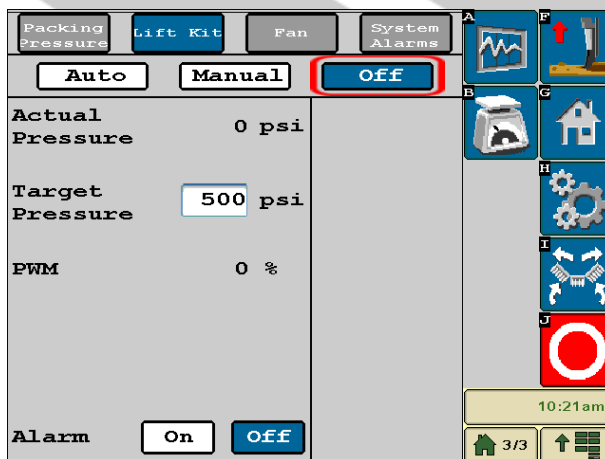 Packing Pressure
Lift Kit
Fan
System Alarms
Auto
Manual
Off
Actual Pressure
0 psi
Target Pressure
500 psi
PWM
0 %
Alarm
On
Off
A
F
B
G
H
I
J
10:21am
3/3